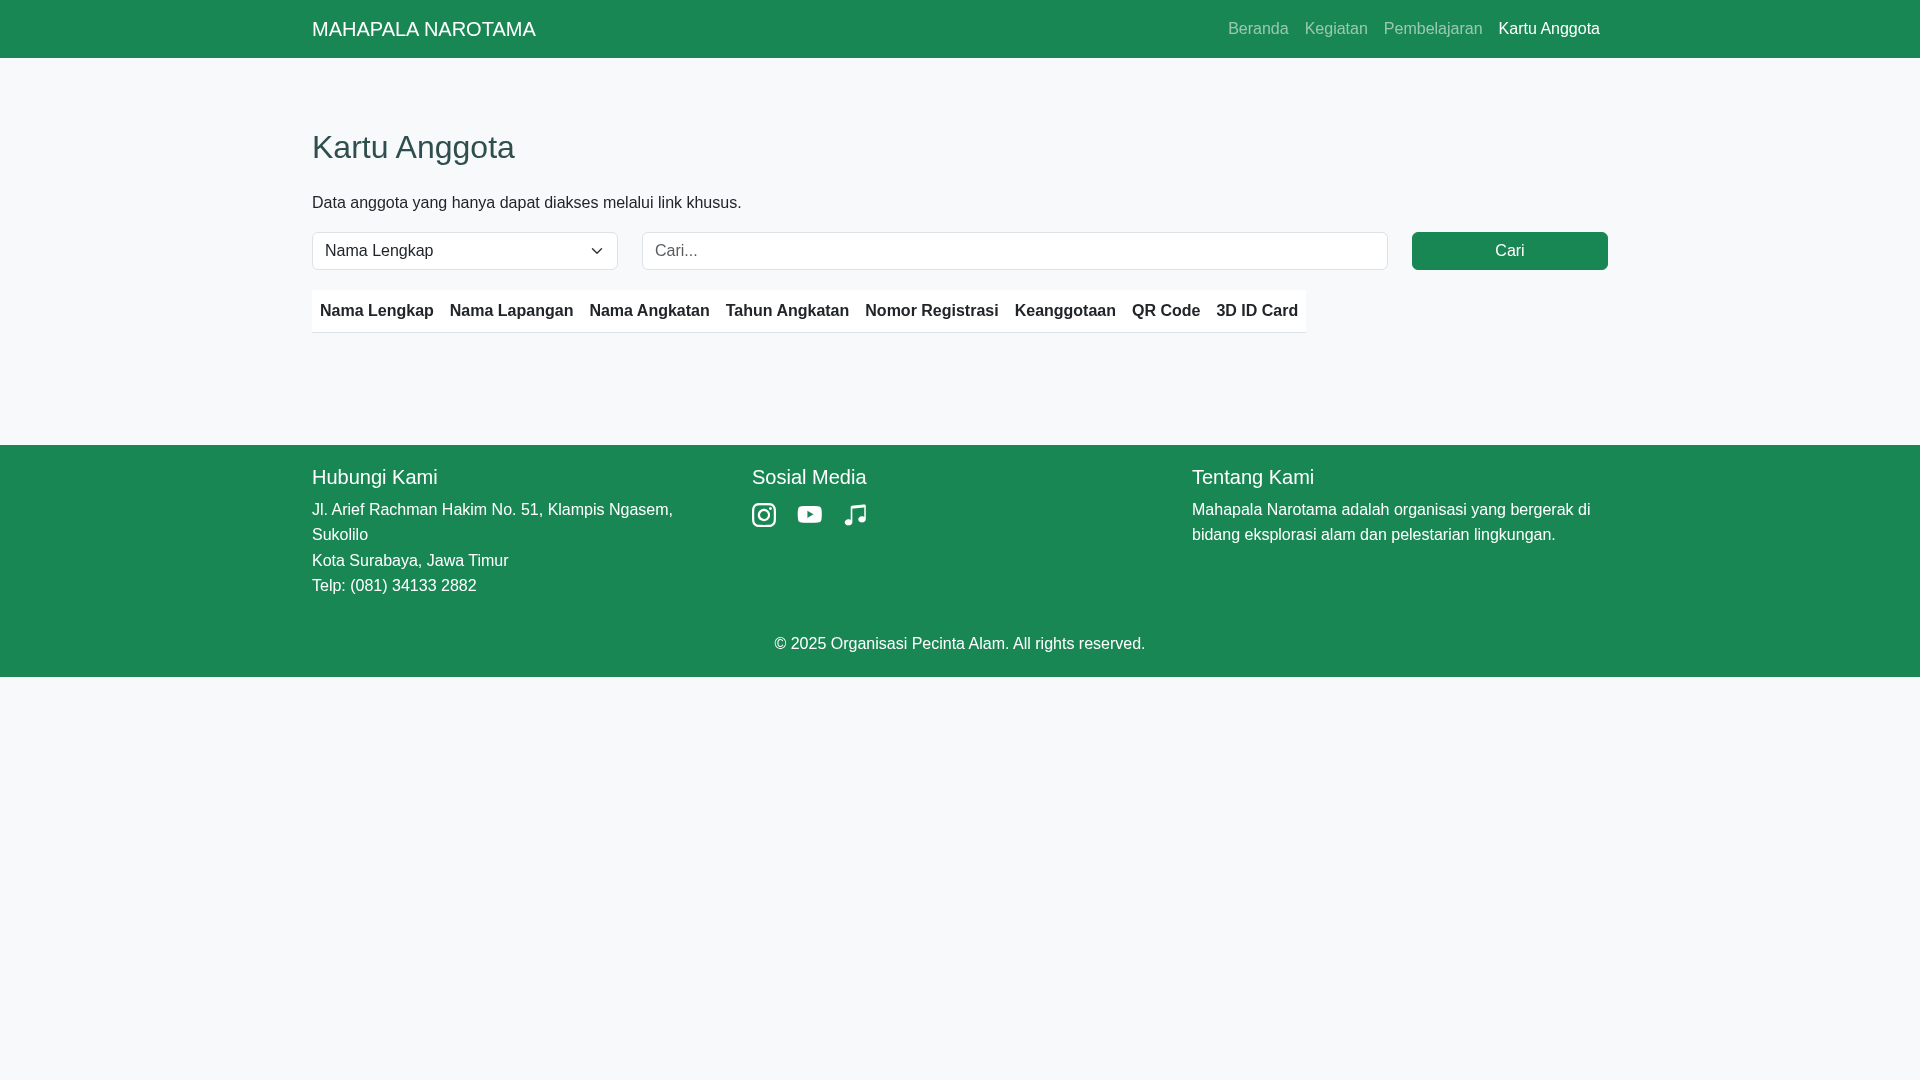 MAHAPALA NAROTAMA
Beranda Kegiatan Pembelajaran Kartu Anggota
Kartu Anggota
Data anggota yang hanya dapat diakses melalui link khusus.
Nama Lengkap
Cari...
Cari
Nama Lengkap Nama Lapangan Nama Angkatan Tahun Angkatan Nomor Registrasi Keanggotaan QR Code 3D ID Card
Hubungi Kami
Jl. Arief Rachman Hakim No. 51, Klampis Ngasem,
Sukolilo
Kota Surabaya, Jawa Timur
Telp: (081) 34133 2882
Sosial Media
Tentang Kami
Mahapala Narotama adalah organisasi yang bergerak di
bidang eksplorasi alam dan pelestarian lingkungan.
© 2025 Organisasi Pecinta Alam. All rights reserved.